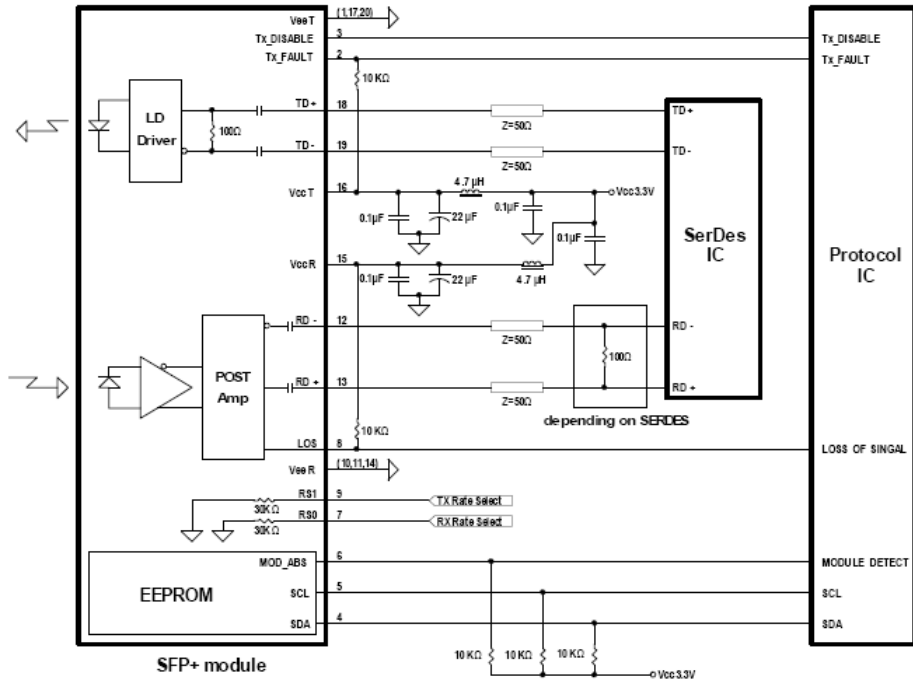 VeeT (1,17,20)
Tx_DISABLE 3 Tx_DISABLE
Tx_FAULT 2 Tx_FAULT
10 KΩ
LD
Driver
100Ω
TD+ 18 TD+
Z=50Ω
TD- 19 TD-
Z=50Ω
VccT 16
4.7 µH
Vcc3.3V
0.1µF
22 µF
0.1µF
0.1µF
SerDes
IC
Protocol
IC
VccR 15
0.1µF
22 µF
4.7 µH
RD - 12 RD -
Z=50Ω
100Ω
POST
Amp
RD + 13 RD +
Z=50Ω
depending on SERDES
10 KΩ
LOS 8 LOSS OF SINGAL
VeeR (10,11,14)
RS1 9 TX Rate Select
30KΩ
RS0 7 RX Rate Select
30KΩ
MOD_ABS 6 MODULE DETECT
EEPROM
SCL 5 SCL
SDA 4 SDA
10 KΩ 10 KΩ 10 KΩ
Vcc3.3V
SFP+ module